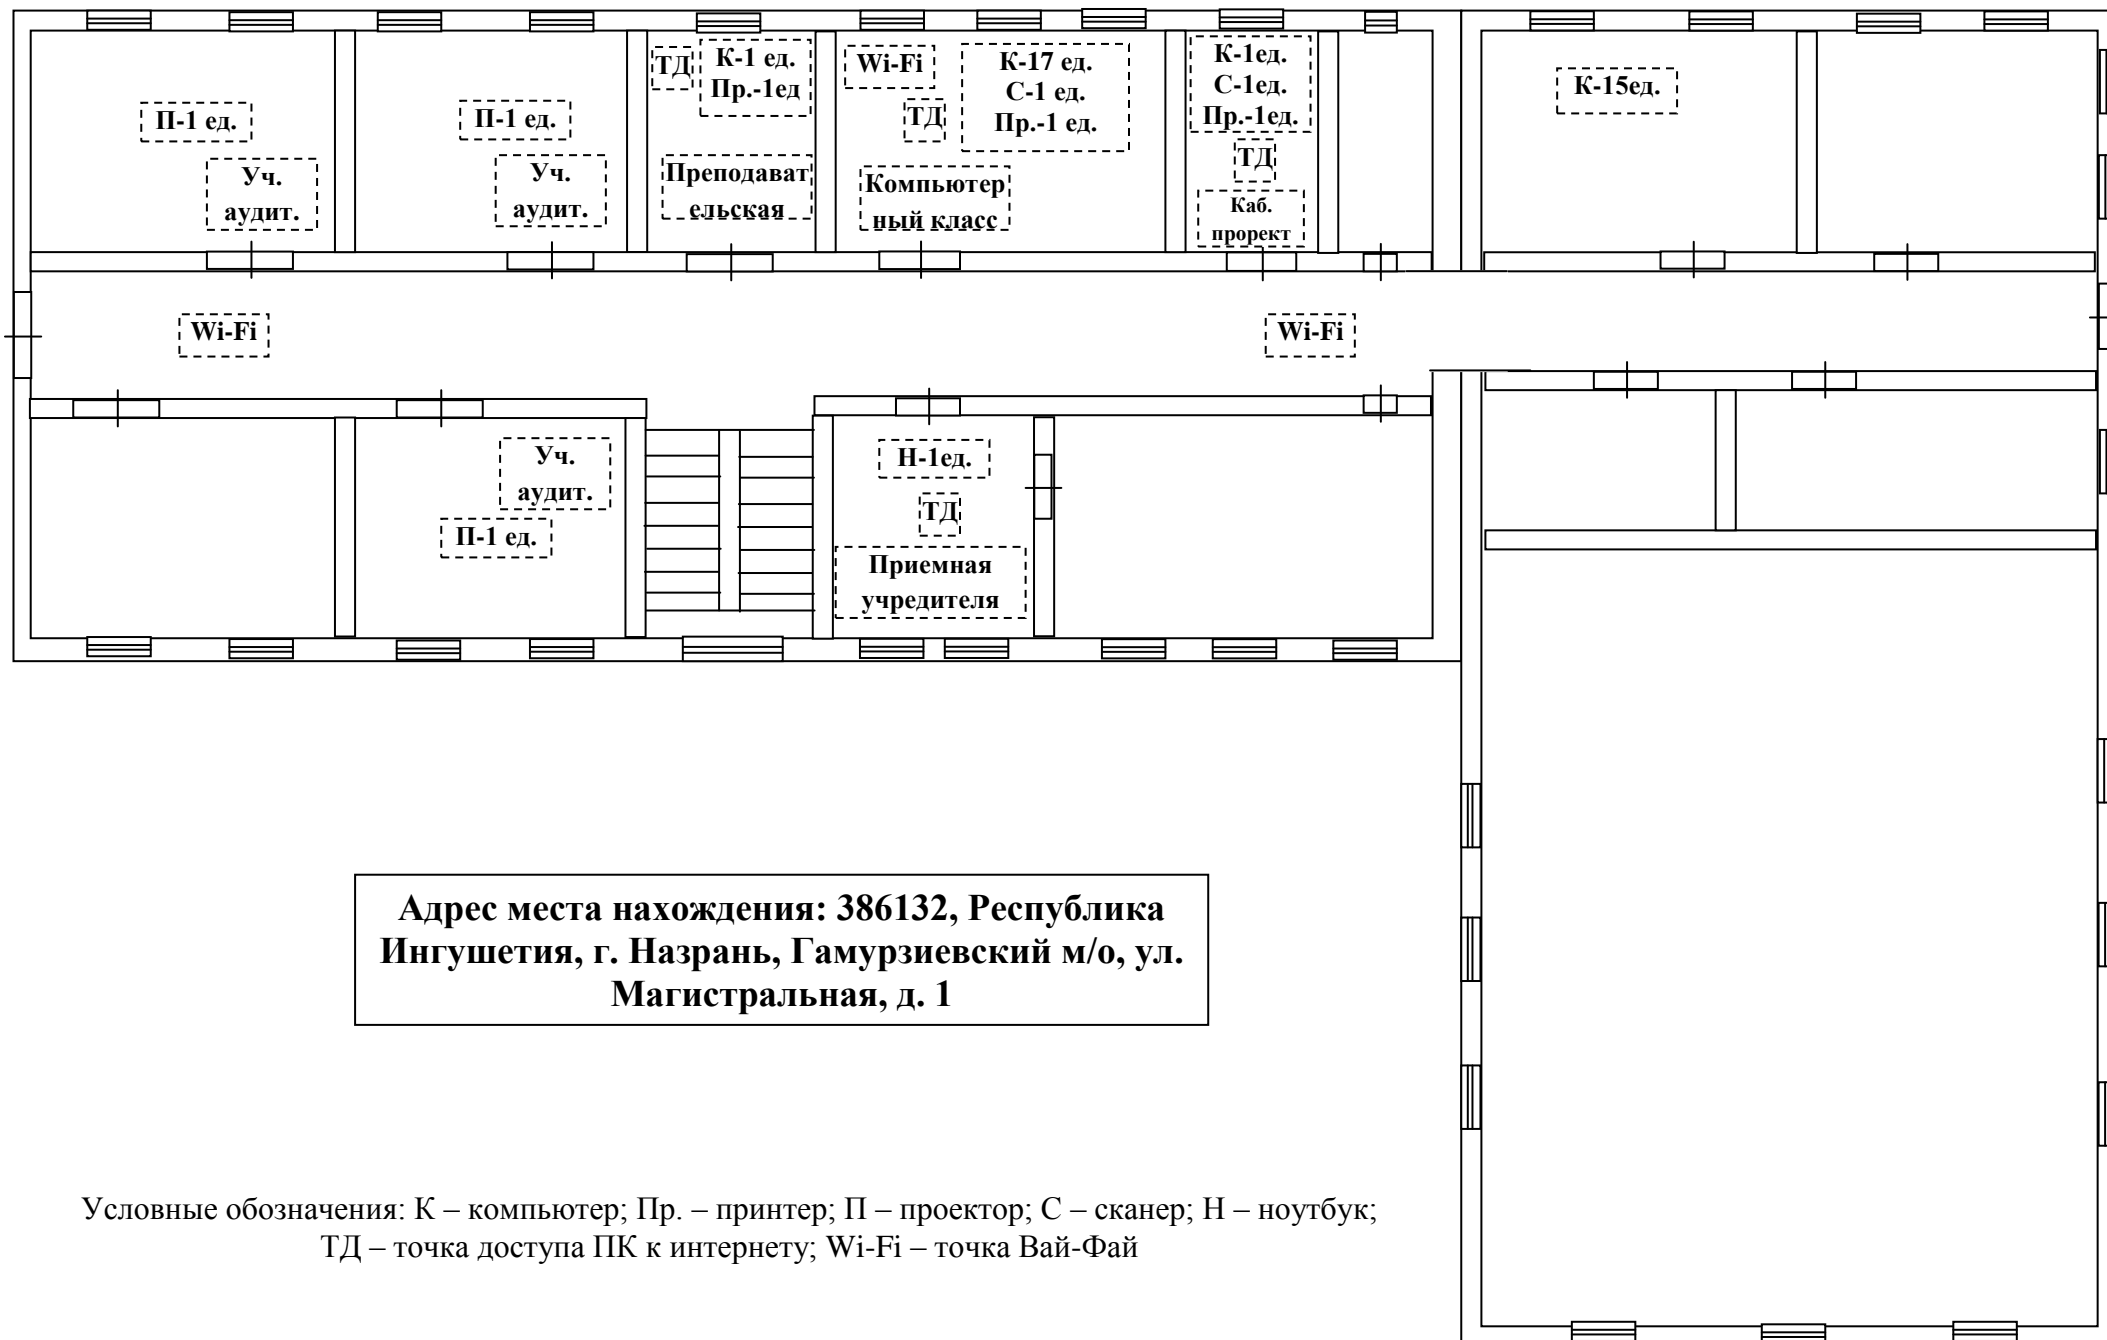 П-1 ед.
Уч.
аудит.
П-1 ед.
Уч.
аудит.
ТД
К-1 ед.
Пр.-1ед
Преподават
ельская
Wi-Fi
ТД
К-17 ед.
С-1 ед.
Пр.-1 ед.
Компьютер
ный класс
К-1ед.
С-1ед.
Пр.-1ед.
ТД
Каб.
прорект
К-15ед.
Wi-Fi
Wi-Fi
Уч.
аудит.
П-1 ед.
Н-1ед.
ТД
Приемная
учредителя
Адрес места нахождения: 386132, Республика
Ингушетия, г. Назрань, Гамурзиевский м/о, ул.
Магистральная, д. 1
Условные обозначения: К – компьютер; Пр. – принтер; П – проектор; С – сканер; Н – ноутбук;
ТД – точка доступа ПК к интернету; Wi-Fi – точка Вай-Фай